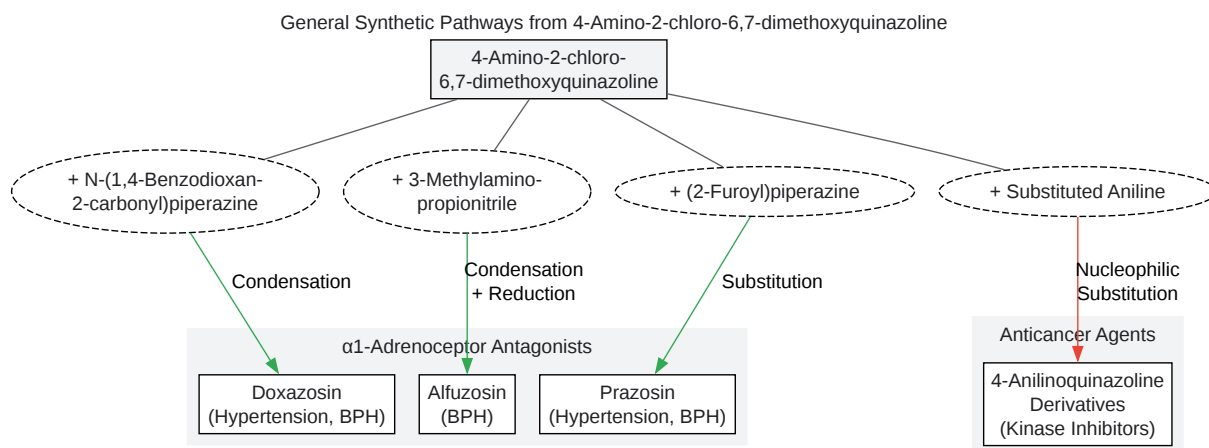 General Synthetic Pathways from 4-Amino-2-chloro-6,7-dimethoxyquinazoline
4-Amino-2-chloro-
6,7-dimethoxyquinazoline
+ N-(1,4-Benzodioxan-
2-carbonyl)piperazine
+ 3-Methylamino-
propionitrile
+ (2-Furoyl)piperazine
+ Substituted Aniline
Condensation
Condensation
+ Reduction
Substitution
Nucleophilic
Substitution
α1-Adrenoceptor Antagonists
Anticancer Agents
Doxazosin
(Hypertension, BPH)
Alfuzosin
(BPH)
Prazosin
(Hypertension, BPH)
4-Anilinoquinazoline
Derivatives
(Kinase Inhibitors)